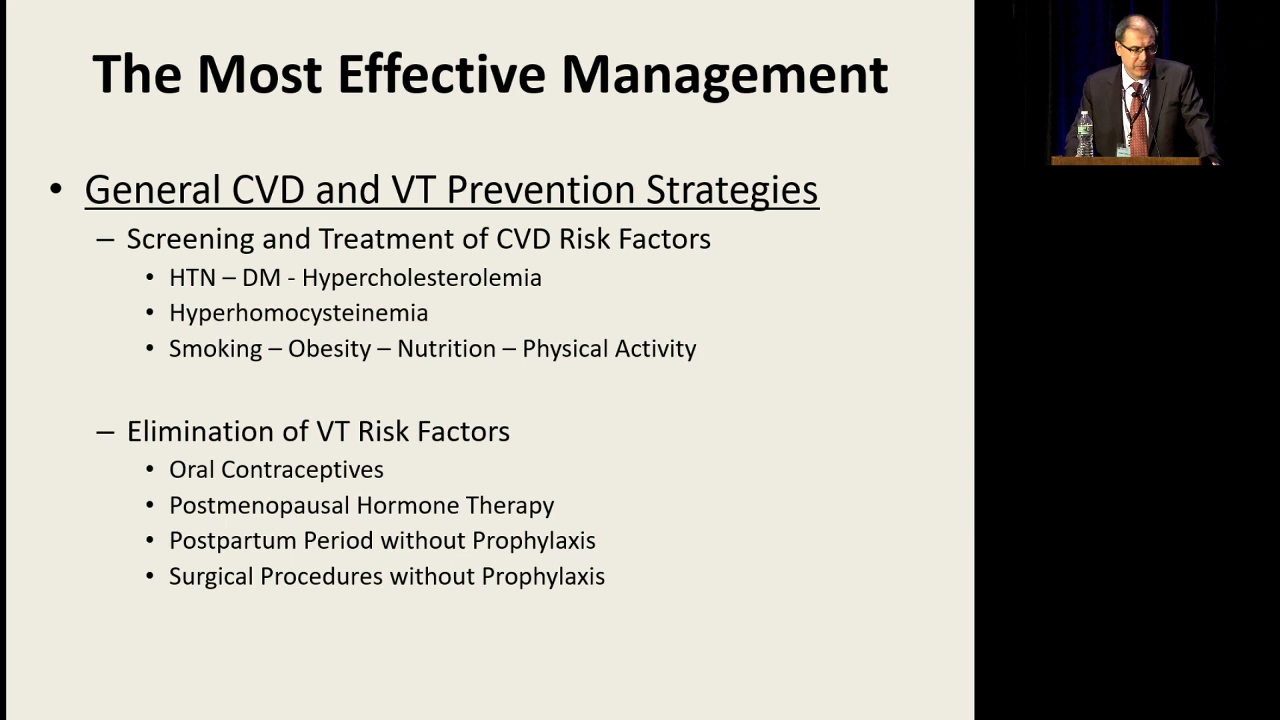 The Most Effective Management
• General CVD and VT Prevention Strategies
– Screening and Treatment of CVD Risk Factors
• HTN – DM - Hypercholesterolemia
• Hyperhomocysteinemia
• Smoking – Obesity – Nutrition – Physical Activity
– Elimination of VT Risk Factors
• Oral Contraceptives
• Postmenopausal Hormone Therapy
• Postpartum Period without Prophylaxis
• Surgical Procedures without Prophylaxis